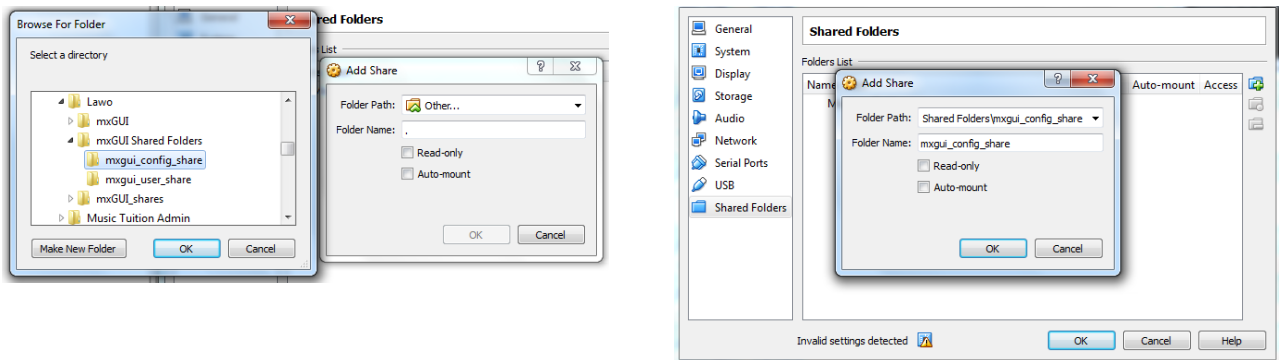 Browse For Folder
Select a directory
Lawo
mxGUI
mxGUI Shared Folders
mxgui_config_share
mxgui_user_share
mxGUI_shares
Music Tuition Admin
Make New Folder
OK
Cancel
red Folders
List
Add Share
Folder Path: Other...
Folder Name: .
Read-only
Auto-mount
OK
Cancel
General
System
Display
Storage
Audio
Network
Serial Ports
USB
Shared Folders
Shared Folders
Folders List
Name
Auto-mount Access
M
Add Share
Folder Path: Shared Folders\mxgui_config_share
Folder Name: mxgui_config_share
Read-only
Auto-mount
OK
Cancel
Invalid settings detected
OK
Cancel
Help